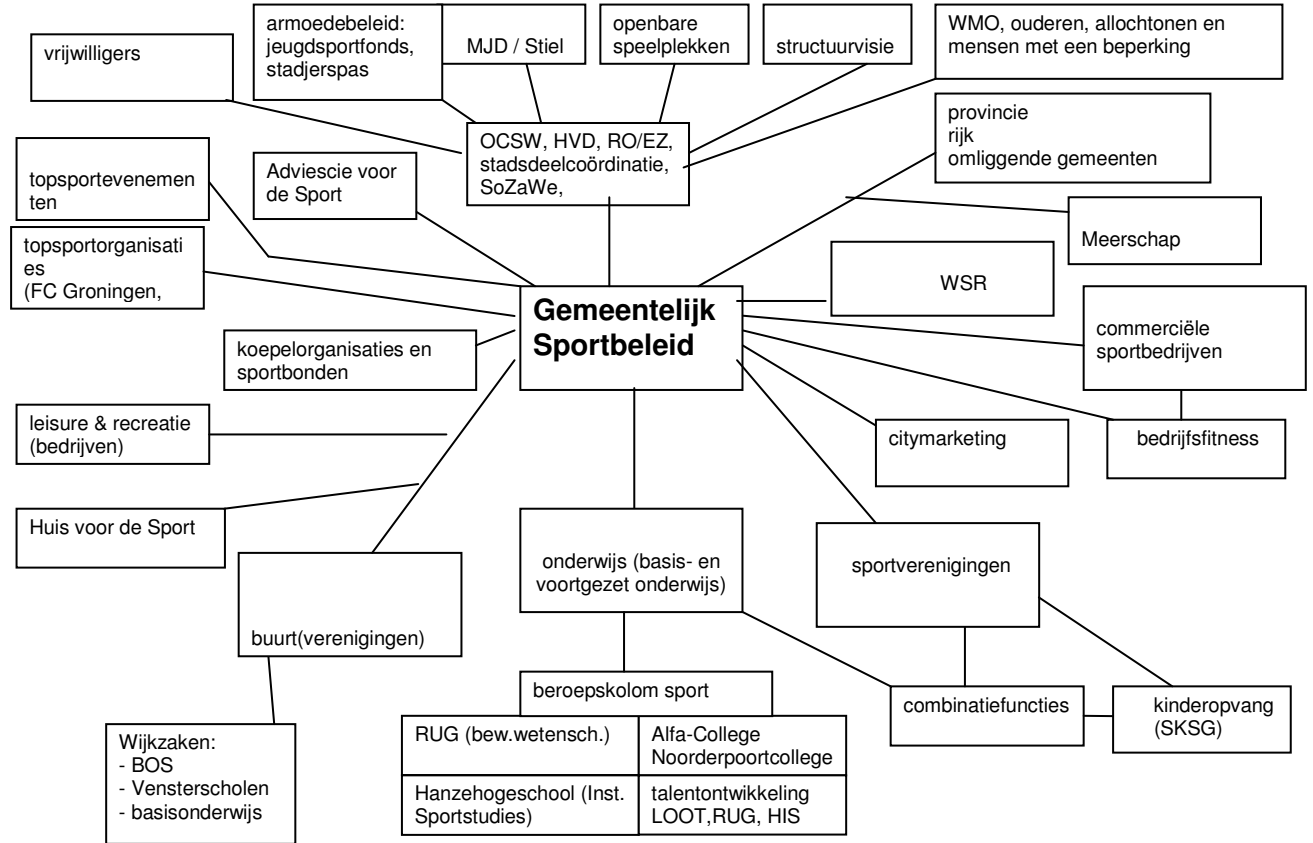 vrijwilligers
armoedebeleid:
jeugdsportfonds,
stadjerspas
MJD / Stiel
openbare
speelplekken
structuurvisie
WMO, ouderen, allochtonen en
mensen met een beperking
topsportevenemen
ten
Adviescie voor
de Sport
OCSW, HVD, RO/EZ,
stadsdeelcoördinatie,
SoZaWe,
provincie
rijk
omliggende gemeenten
Meerschap
topsportorganisati
es
(FC Groningen,
Gemeentelijk
Sportbeleid
WSR
koepelorganisaties en
sportbonden
commerciële
sportbedrijven
leisure & recreatie
(bedrijven)
citymarketing
bedrijfsfitness
Huis voor de Sport
buurt(verenigingen)
onderwijs (basis- en
voortgezet onderwijs)
sportverenigingen
Wijkzaken:
- BOS
- Vensterscholen
- basisonderwijs
beroepskolom sport
RUG (bew.wetensch.)
Alfa-College
Noorderpoortcollege
Hanzehogeschool (Inst.
Sportstudies)
talentontwikkeling
LOOT,RUG, HIS
combinatiefuncties
kinderopvang
(SKSG)